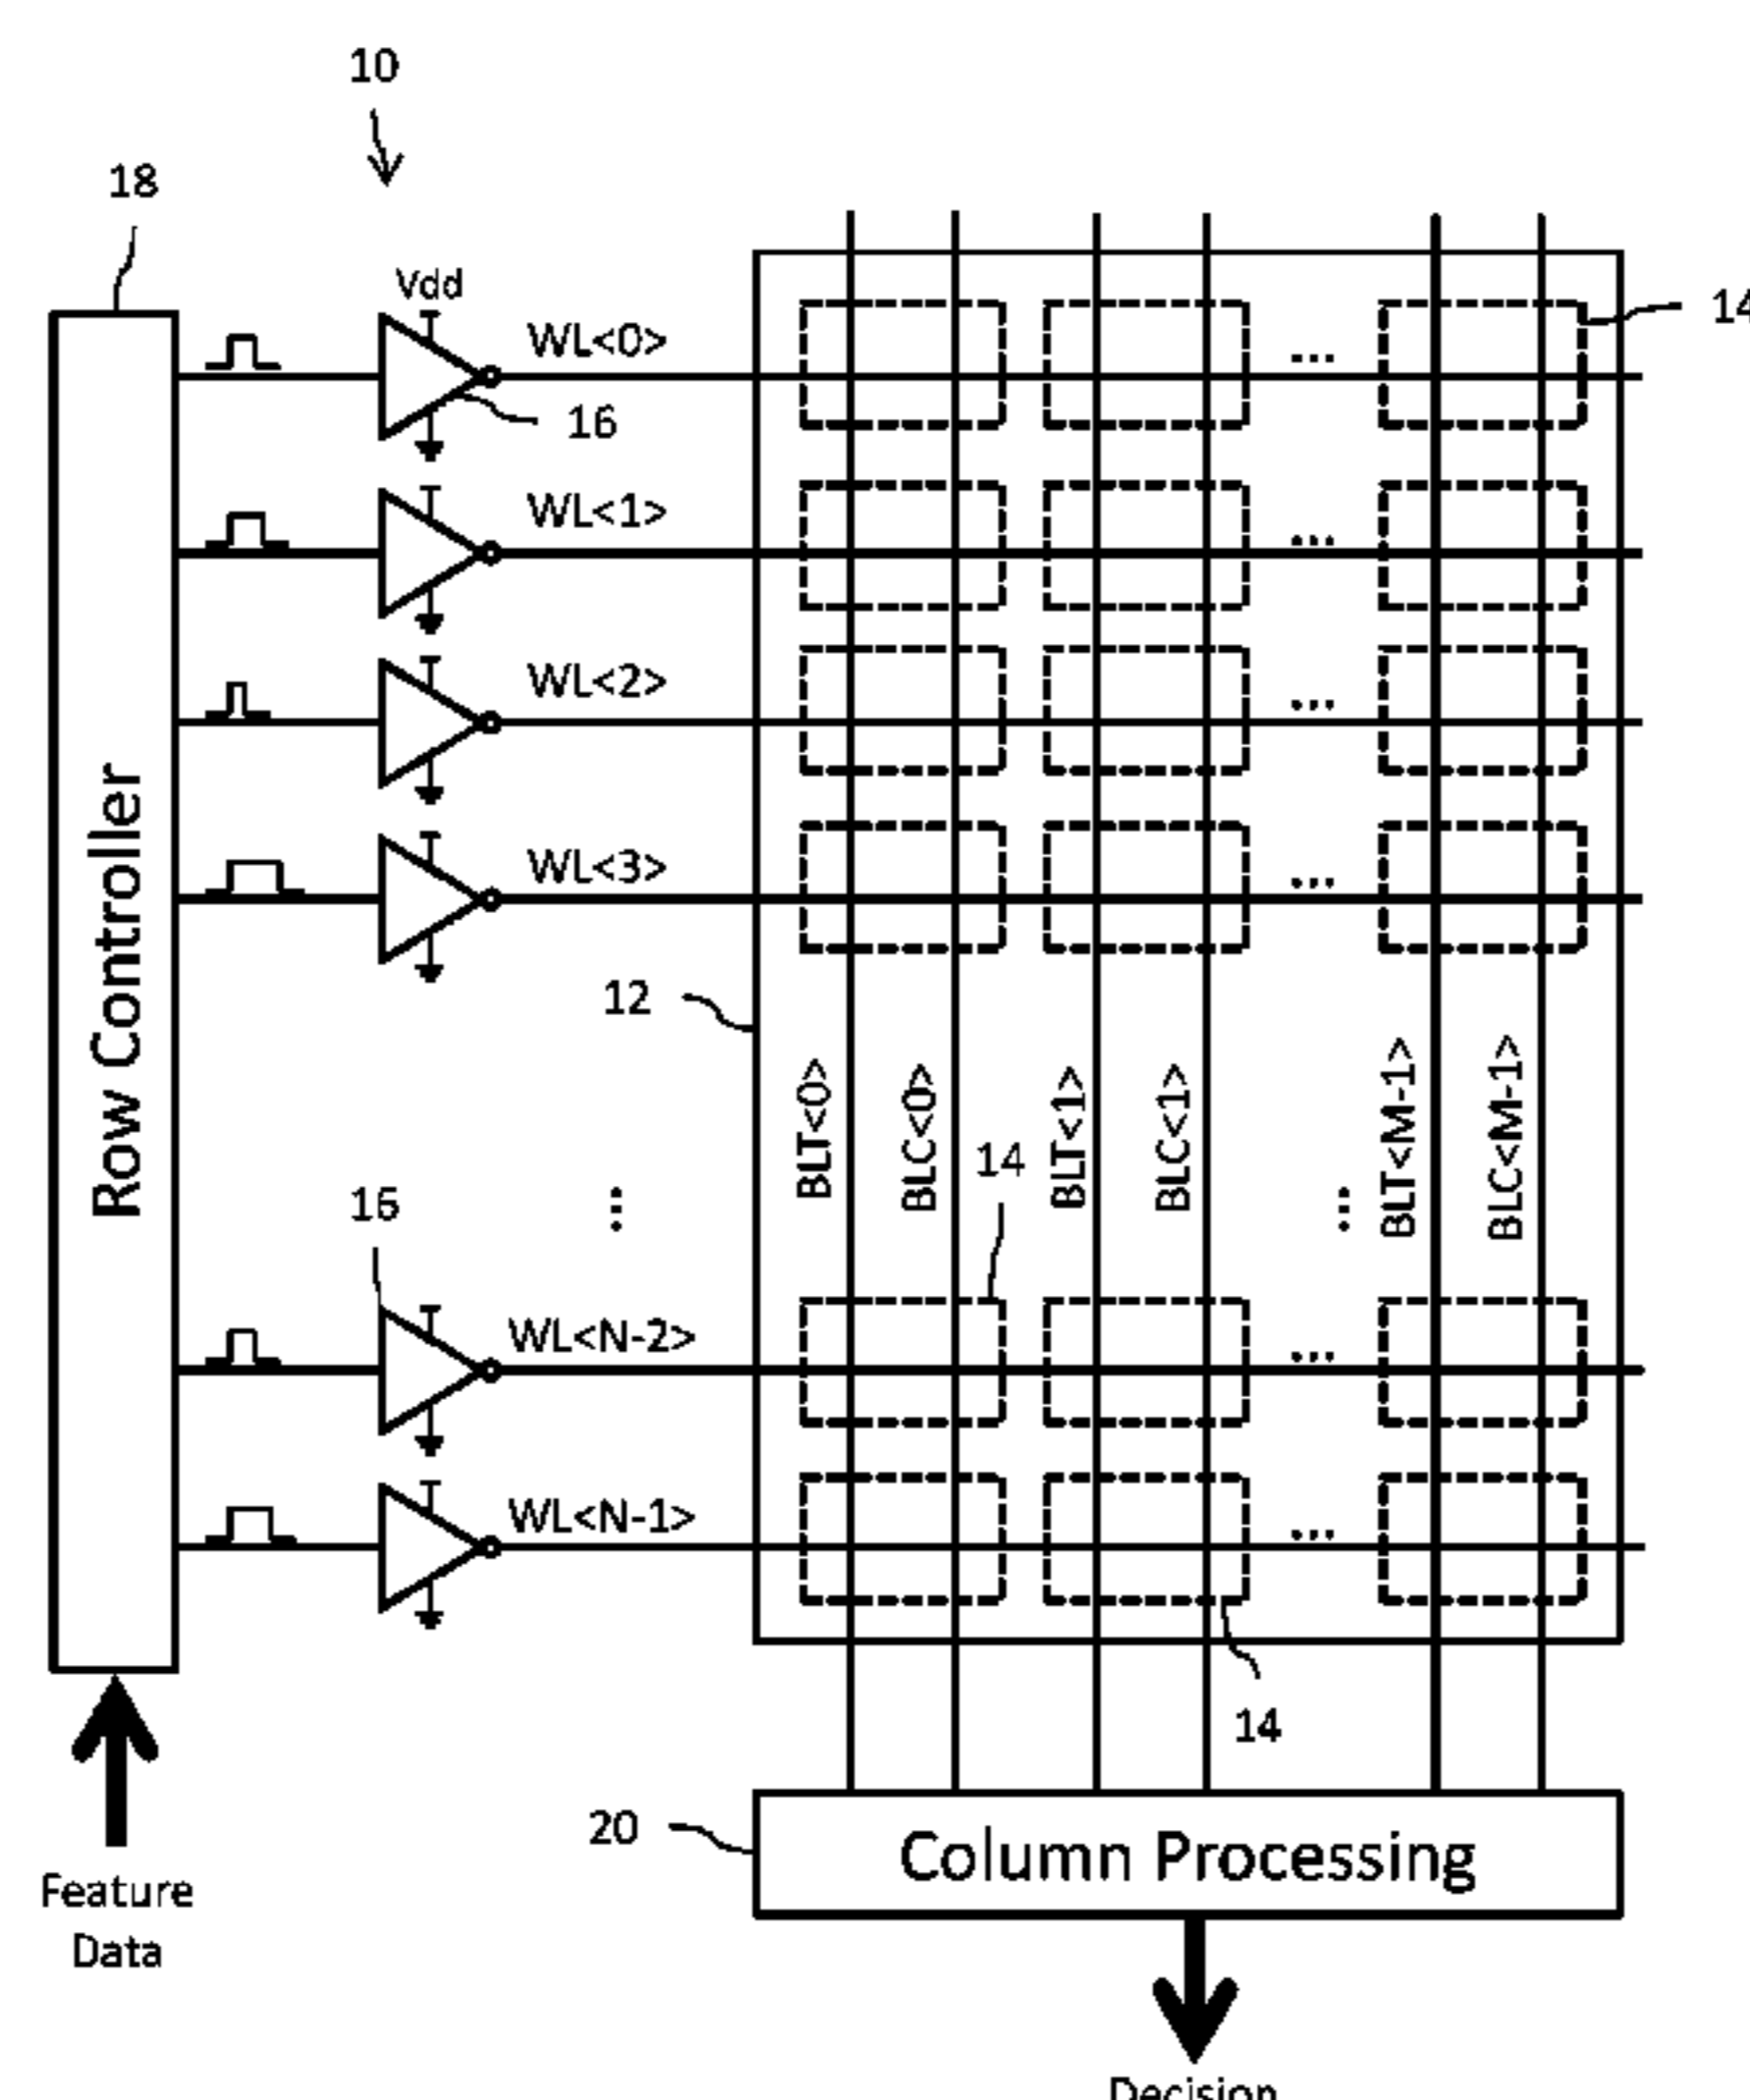 10
18
Vdd
14
WL<0>
16
WL<1>
WL<2>
WL<3>
Row Controller
12
BLT<0>
BLC<0>
BLT<1>
BLC<1>
BLT<M-1>
BLC<M-1>
...
...
...
...
14
16
⋮
⋮
WL<N-2>
...
WL<N-1>
...
14
20
Column Processing
Feature
Data
Decision